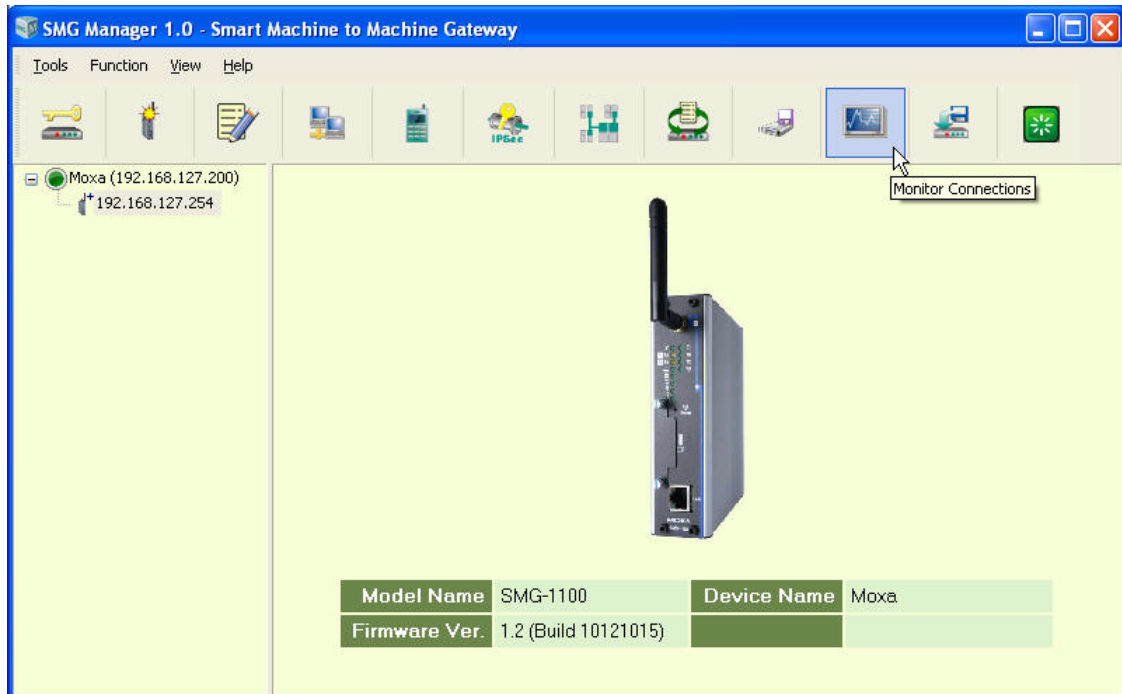 SMG Manager 1.0 - Smart Machine to Machine Gateway
Tools Function View Help
IPSec
Moxa (192.168.127.200)
Monitor Connections
192.168.127.254
MOXA
Model Name SMG-1100 Device Name Moxa
Firmware Ver. 1.2 (Build 10121015)